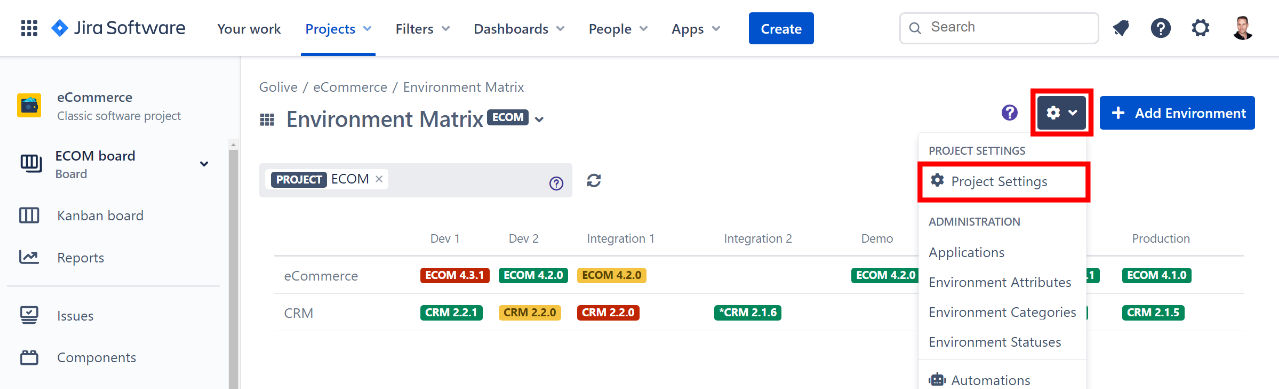 Jira Software Your work Projects Filters Dashboards People Apps Create Search
eCommerce
Classic software project
ECOM board
Board
Kanban board
Reports
Issues
Components
Golive / eCommerce / Environment Matrix
Environment Matrix ECOM
Add Environment
PROJECT ECOM
Dev 1 Dev 2 Integration 1 Integration 2 Demo Production
eCommerce ECOM 4.3.1 ECOM 4.2.0 ECOM 4.2.0 ECOM 4.2.0 .1 ECOM 4.1.0
CRM CRM 2.2.1 CRM 2.2.0 CRM 2.2.0 *CRM 2.1.6 CRM 2.1.5
PROJECT SETTINGS
Project Settings
ADMINISTRATION
Applications
Environment Attributes
Environment Categories
Environment Statuses
Automations